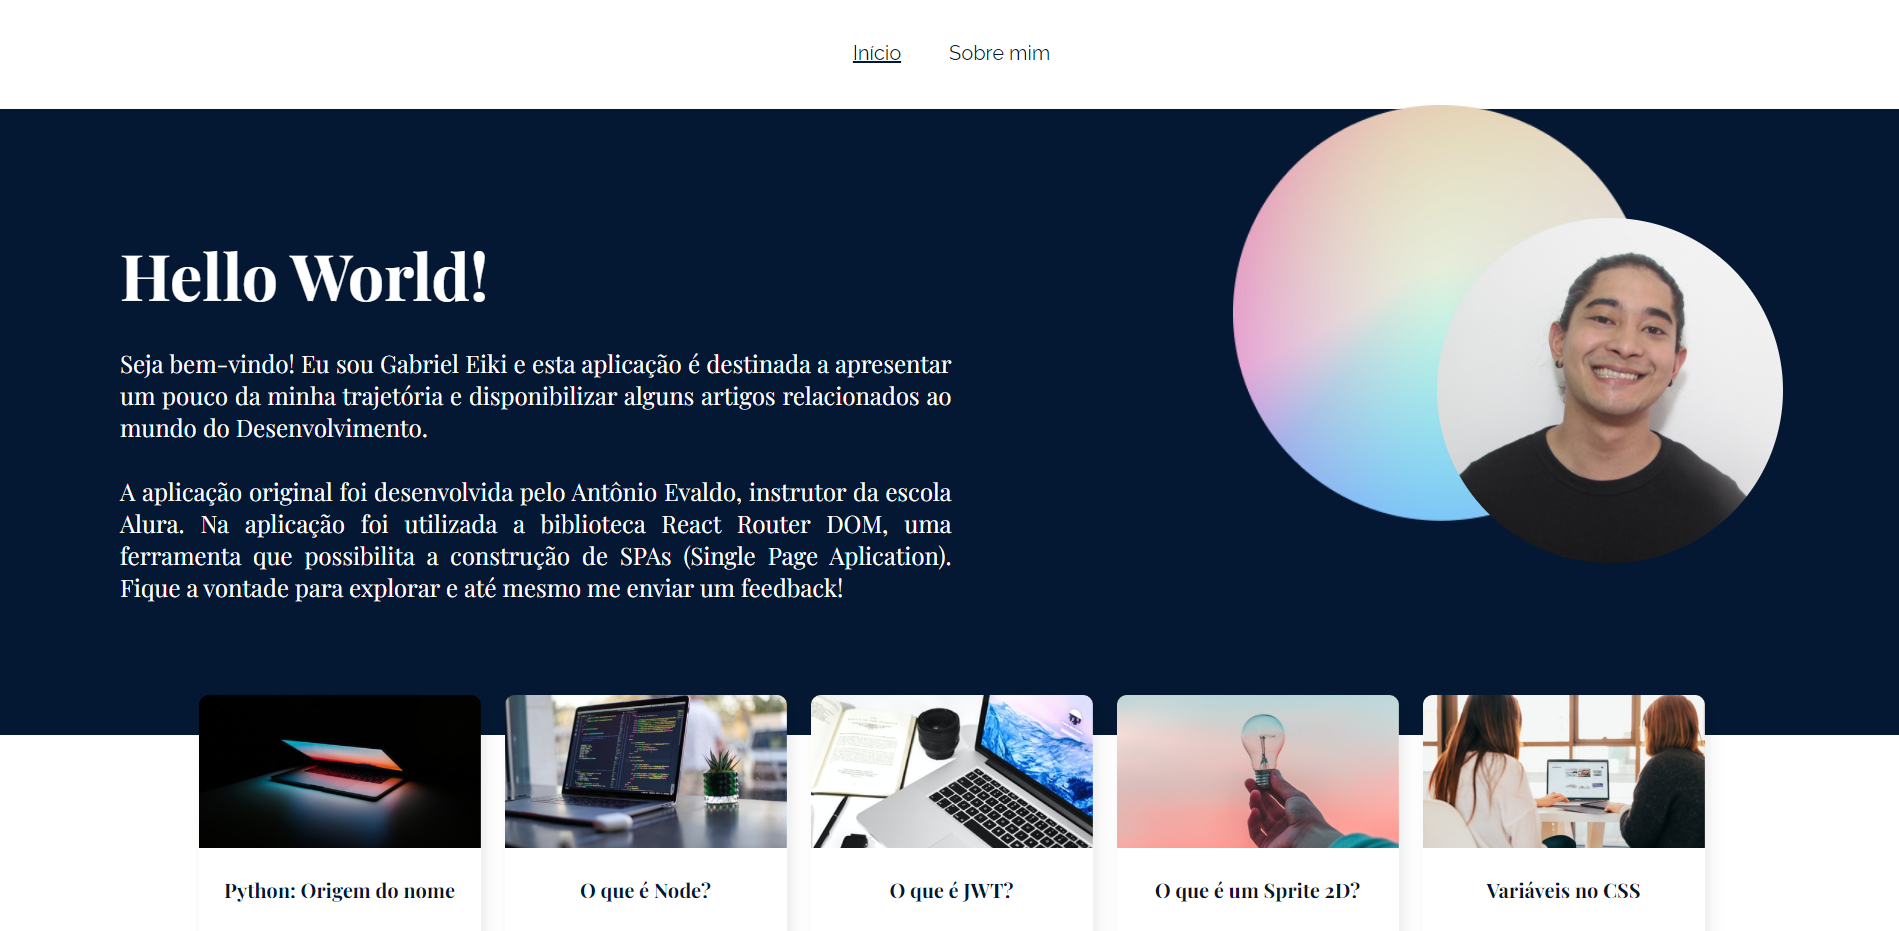 Início
Sobre mim
Hello World!
Seja bem-vindo! Eu sou Gabriel Eiki e esta aplicação é destinada a apresentar
um pouco da minha trajetória e disponibilizar alguns artigos relacionados ao
mundo do Desenvolvimento.
A aplicação original foi desenvolvida pelo Antônio Evaldo, instrutor da escola
Alura. Na aplicação foi utilizada a biblioteca React Router DOM, uma
ferramenta que possibilita a construção de SPAs (Single Page Aplication).
Fique a vontade para explorar e até mesmo me enviar um feedback!
Python: Origem do nome
O que é Node?
O que é JWT?
O que é um Sprite 2D?
Variáveis no CSS